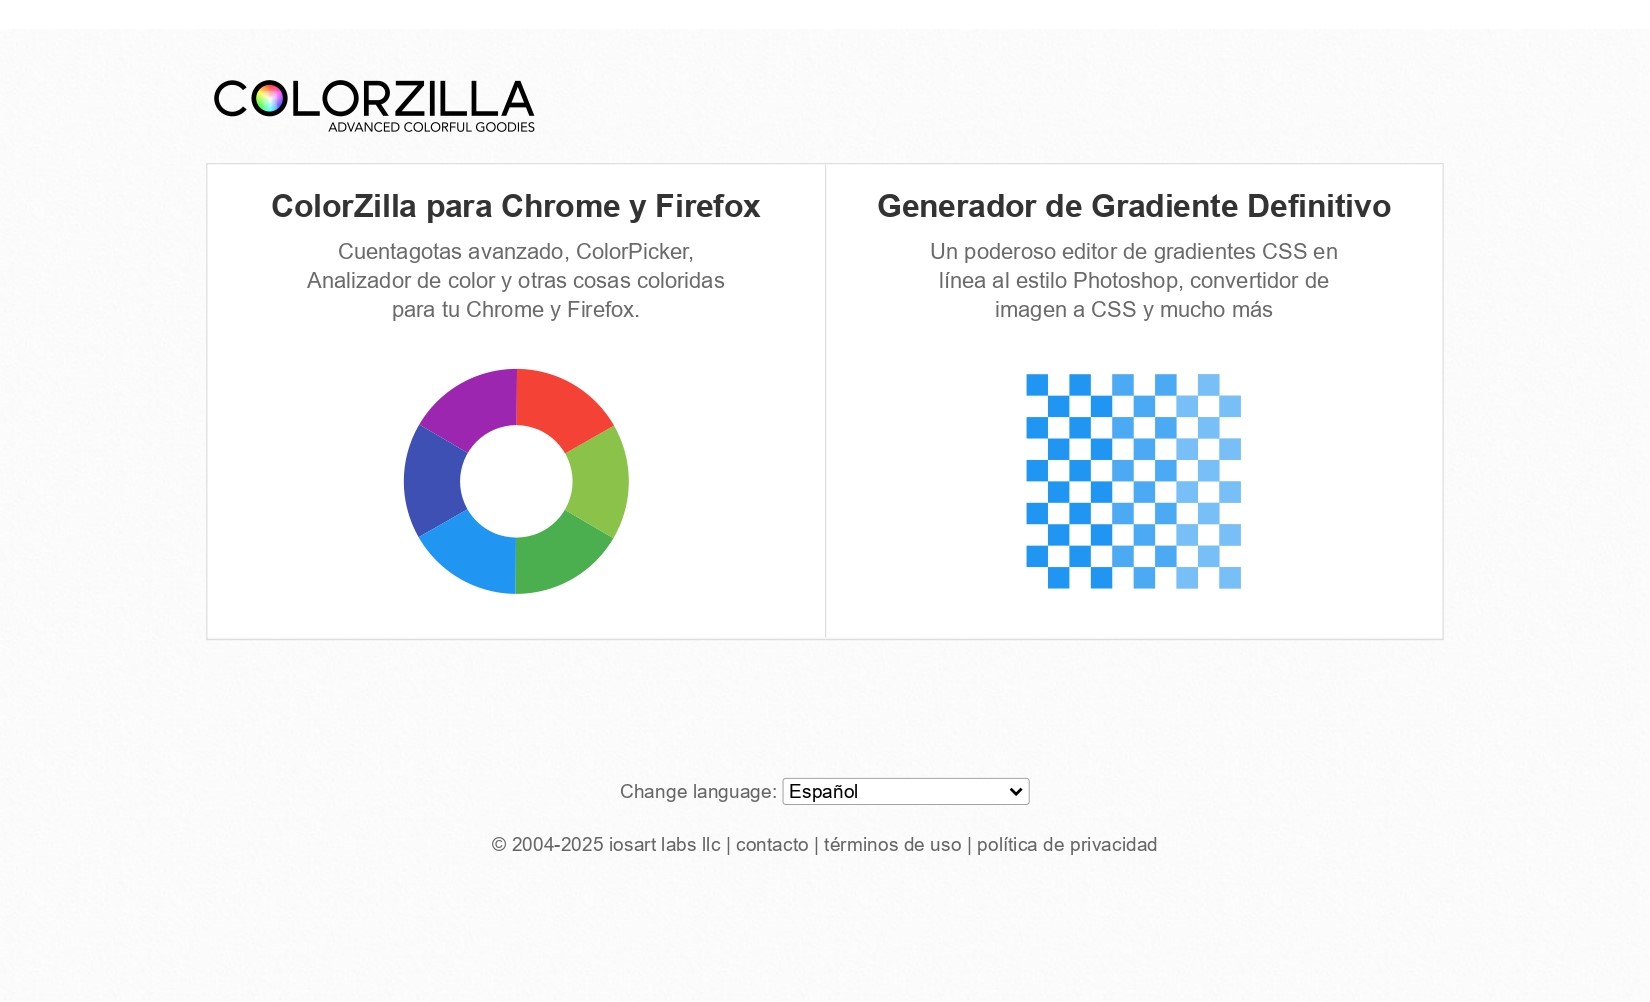 COLORZILLA
ADVANCED COLORFUL GOODIES
ColorZilla para Chrome y Firefox
Cuentagotas avanzado, ColorPicker,
Analizador de color y otras cosas coloridas
para tu Chrome y Firefox.
Generador de Gradiente Definitivo
Un poderoso editor de gradientes CSS en
línea al estilo Photoshop, convertidor de
imagen a CSS y mucho más
Change language: Español
© 2004-2025 iosart labs llc | contacto | términos de uso | política de privacidad